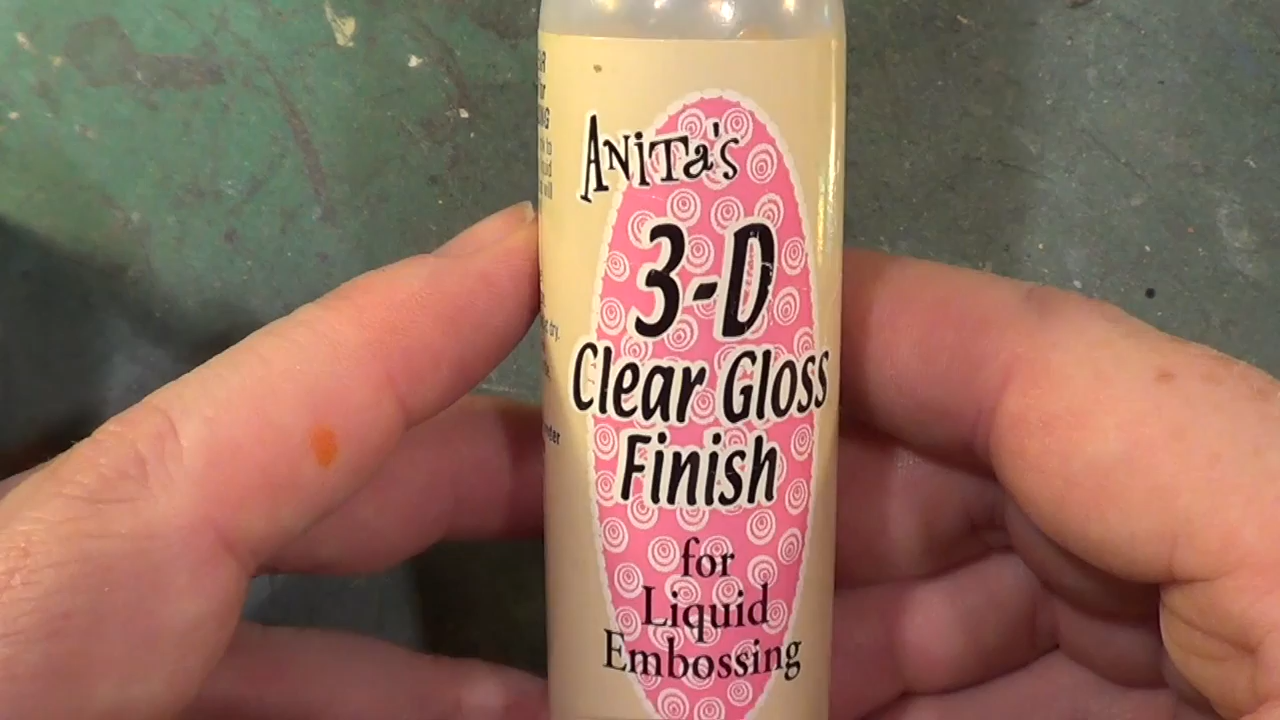 Anita's
3-D
Clear Gloss
Finish
for
Liquid
Embossing